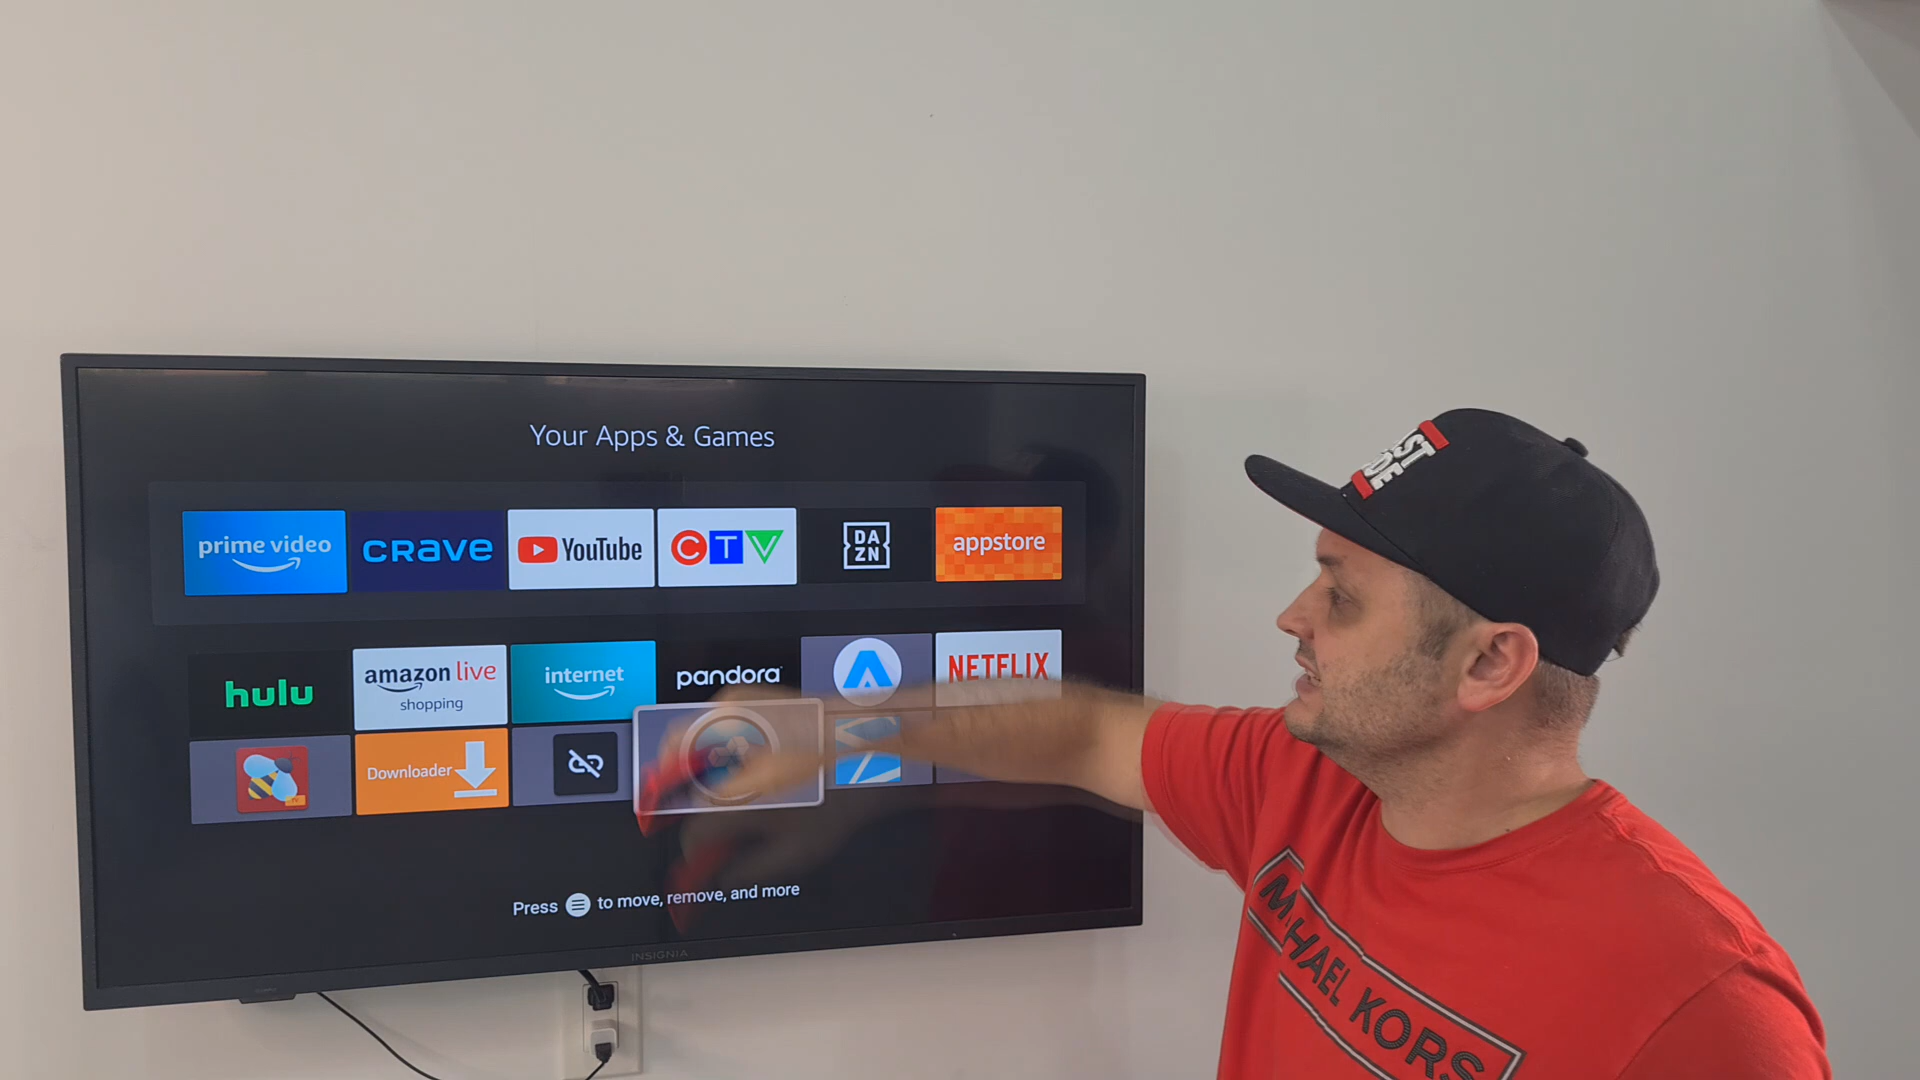 Your Apps & Games
prime video
CRAVE
YouTube
CTV
DA
ZN
appstore
hulu
amazon live
shopping
internet
pandora
NETFLIX
Downloader
Press to move, remove, and more
INSIGNIA
MICHAEL KORS